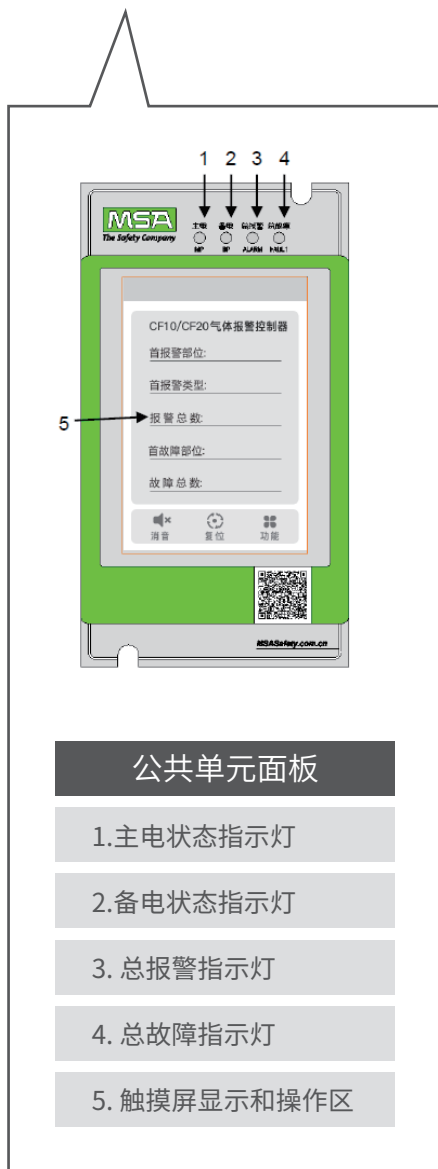 1 2 3 4
MSA
The Safety Company
主电 备电 总报警 总故障
MP BP ALARM FAULT
CF10/CF20气体报警控制器
首报警部位:
首报警类型:
5
报警总数:
首故障部位:
故障总数:
消音 复位 功能
MSASafety.com.cn
公共单元面板
1.主电状态指示灯
2.备电状态指示灯
3. 总报警指示灯
4. 总故障指示灯
5. 触摸屏显示和操作区